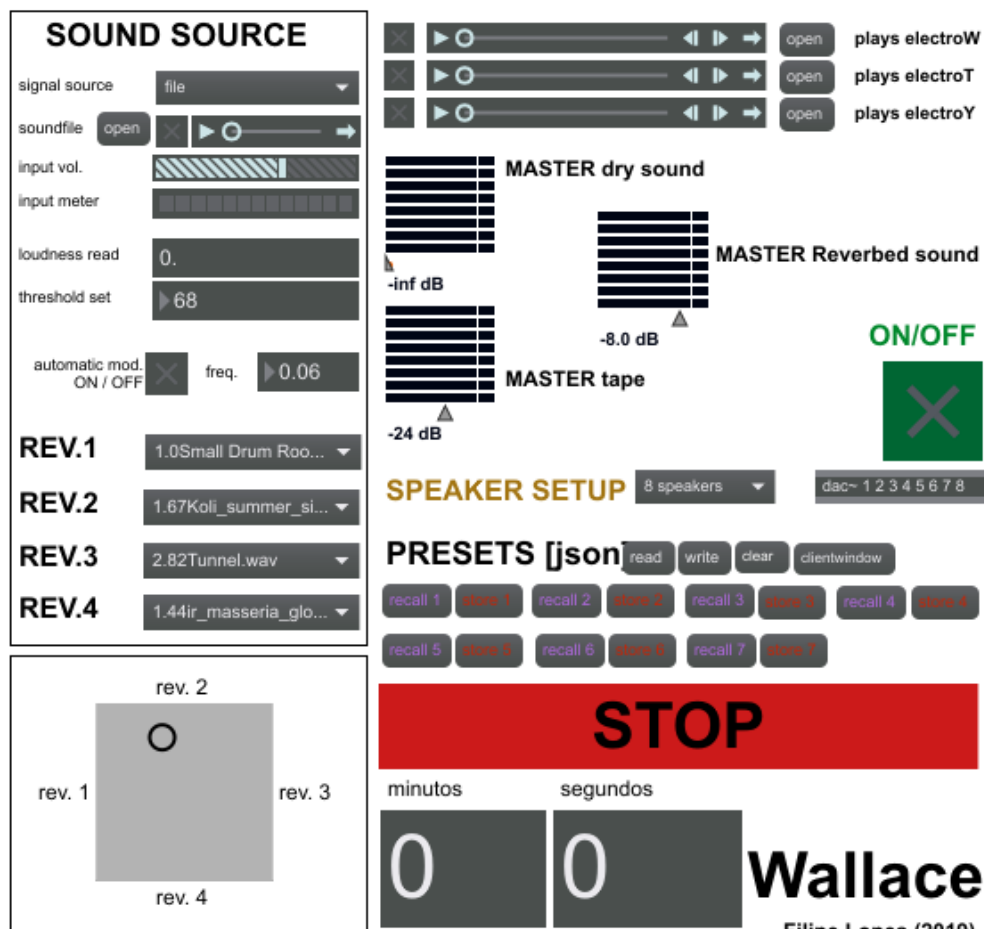 SOUND SOURCE
signal source
file
soundfile
open
input vol.
input meter
loudness read
0.
threshold set
68
automatic mod.
ON / OFF
freq.
0.06
REV.1
1.0Small Drum Roo...
REV.2
1.67Koli_summer_si...
REV.3
2.82Tunnel.wav
REV.4
1.44ir_masseria_glo...
rev. 2
rev. 1
rev. 3
rev. 4
open
plays electroW
open
plays electroT
open
plays electroY
MASTER dry sound
-inf dB
MASTER Reverbed sound
-8.0 dB
MASTER tape
-24 dB
ON/OFF
SPEAKER SETUP
8 speakers
dac~ 1 2 3 4 5 6 7 8
PRESETS [json]
read
write
clear
clientwindow
recall 1
store 1
recall 2
store 2
recall 3
store 3
recall 4
store 4
recall 5
store 5
recall 6
store 6
recall 7
store 7
STOP
minutos
segundos
0
0
Wallace